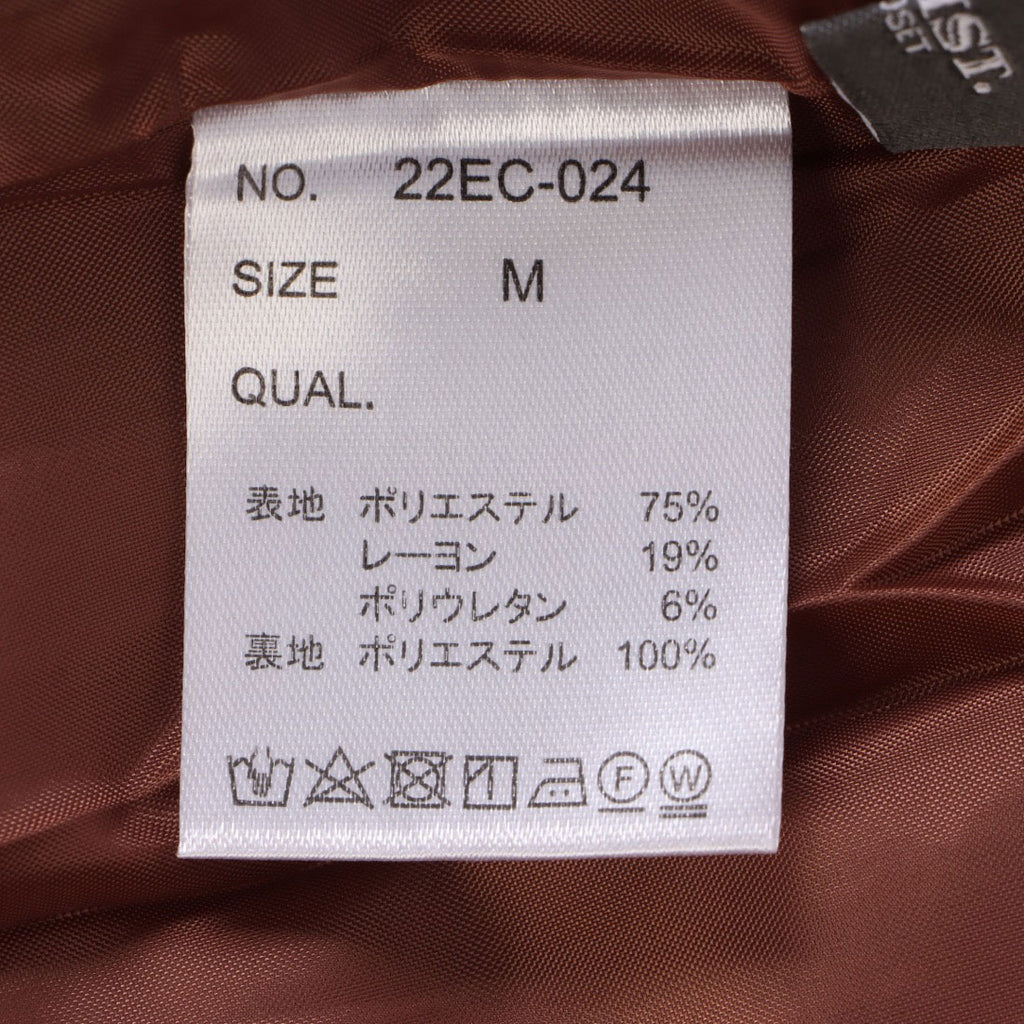 NO. 22EC-024
SIZE M
QUAL.
表地 ポリエステル 75%
レーヨン 19%
ポリウレタン 6%
裏地 ポリエステル 100%
F W